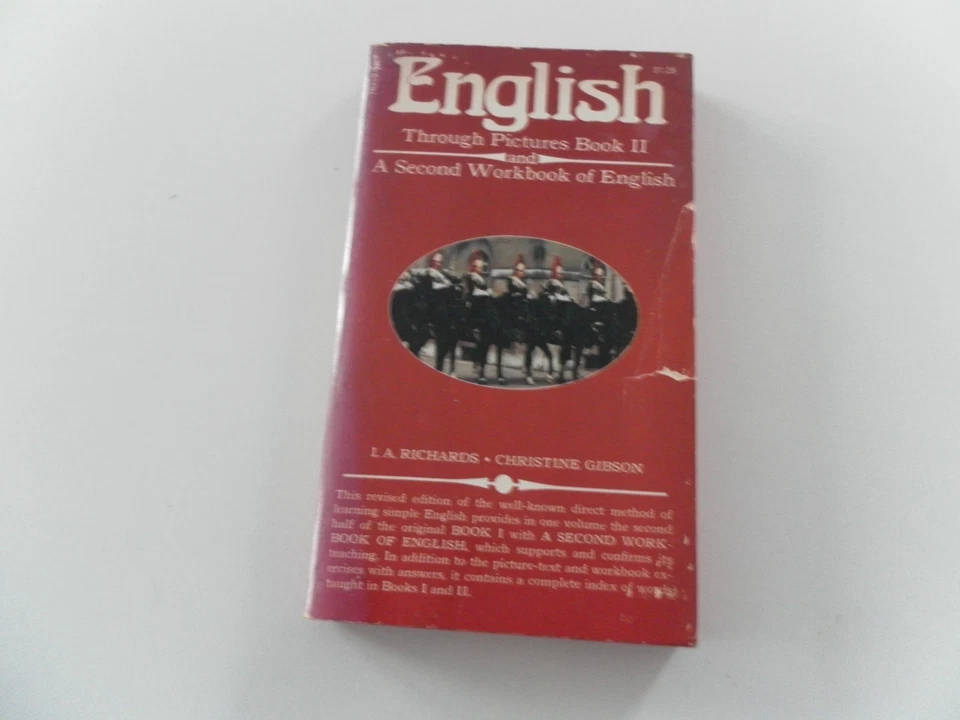 English
Through Pictures Book II
and
A Second Workbook of English
I. A. RICHARDS • CHRISTINE GIBSON
This revised edition of the well-known direct method of
learning simple English provides in one volume the second
half of the original BOOK I with A SECOND WORK-
BOOK OF ENGLISH, which supports and confirms its
teaching. In addition to the picture-text and workbook ex-
ercises with answers, it contains a complete index of words
taught in Books I and II.